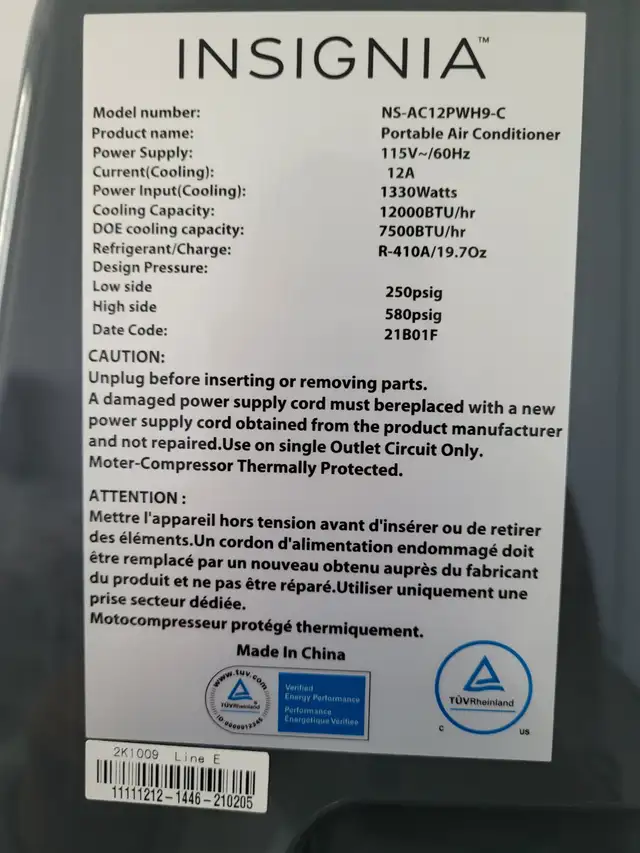 INSIGNIA™
Model number: NS-AC12PWH9-C
Product name: Portable Air Conditioner
Power Supply: 115V~/60Hz
Current(Cooling): 12A
Power Input(Cooling): 1330Watts
Cooling Capacity: 12000BTU/hr
DOE cooling capacity: 7500BTU/hr
Refrigerant/Charge: R-410A/19.7Oz
Design Pressure:
Low side 250psig
High side 580psig
Date Code: 21B01F
CAUTION:
Unplug before inserting or removing parts.
A damaged power supply cord must bereplaced with a new
power supply cord obtained from the product manufacturer
and not repaired.Use on single Outlet Circuit Only.
Moter-Compressor Thermally Protected.
ATTENTION :
Mettre l'appareil hors tension avant d'insérer ou de retirer
des éléments.Un cordon d'alimentation endommagé doit
être remplacé par un nouveau obtenu auprès du fabricant
du produit et ne pas être réparé.Utiliser uniquement une
prise secteur dédiée.
Motocompresseur protégé thermiquement.
Made In China
www.tuv.com
TÜVRheinland®
ID 0600012345
Verified
Energy Performance
Performance
Énergétique Vérifiée
TÜVRheinland
c us
2K1009 Line E
11111212-1446-210205